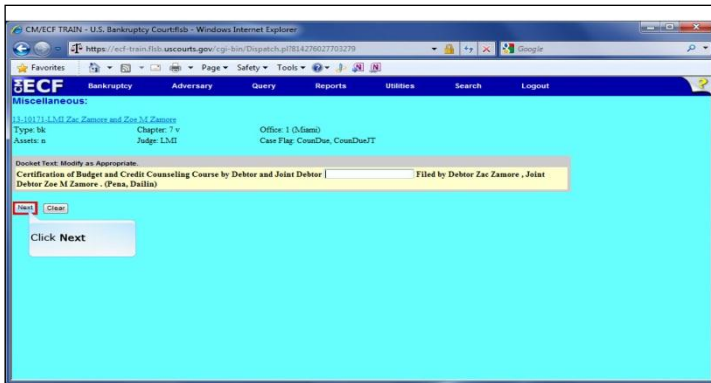 CM/ECF TRAIN - U.S. Bankruptcy Court:flsb - Windows Internet Explorer
https://ecf-train.flsb.uscourts.gov/cgi-bin/Dispatch.pl?814276027703279
Google
Favorites Page Safety Tools
ECF Bankruptcy Adversary Query Reports Utilities Search Logout ?
Miscellaneous:
13-10171-LMI Zac Zamore and Zoe M Zamore
Type: bk Chapter: 7 v Office: 1 (Miami)
Assets: n Judge: LMI Case Flag: CounDue, CounDueJT
Docket Text: Modify as Appropriate.
Certification of Budget and Credit Counseling Course by Debtor and Joint Debtor Filed by Debtor Zac Zamore , Joint
Debtor Zoe M Zamore . (Pena, Dailin)
Next Clear
Click Next